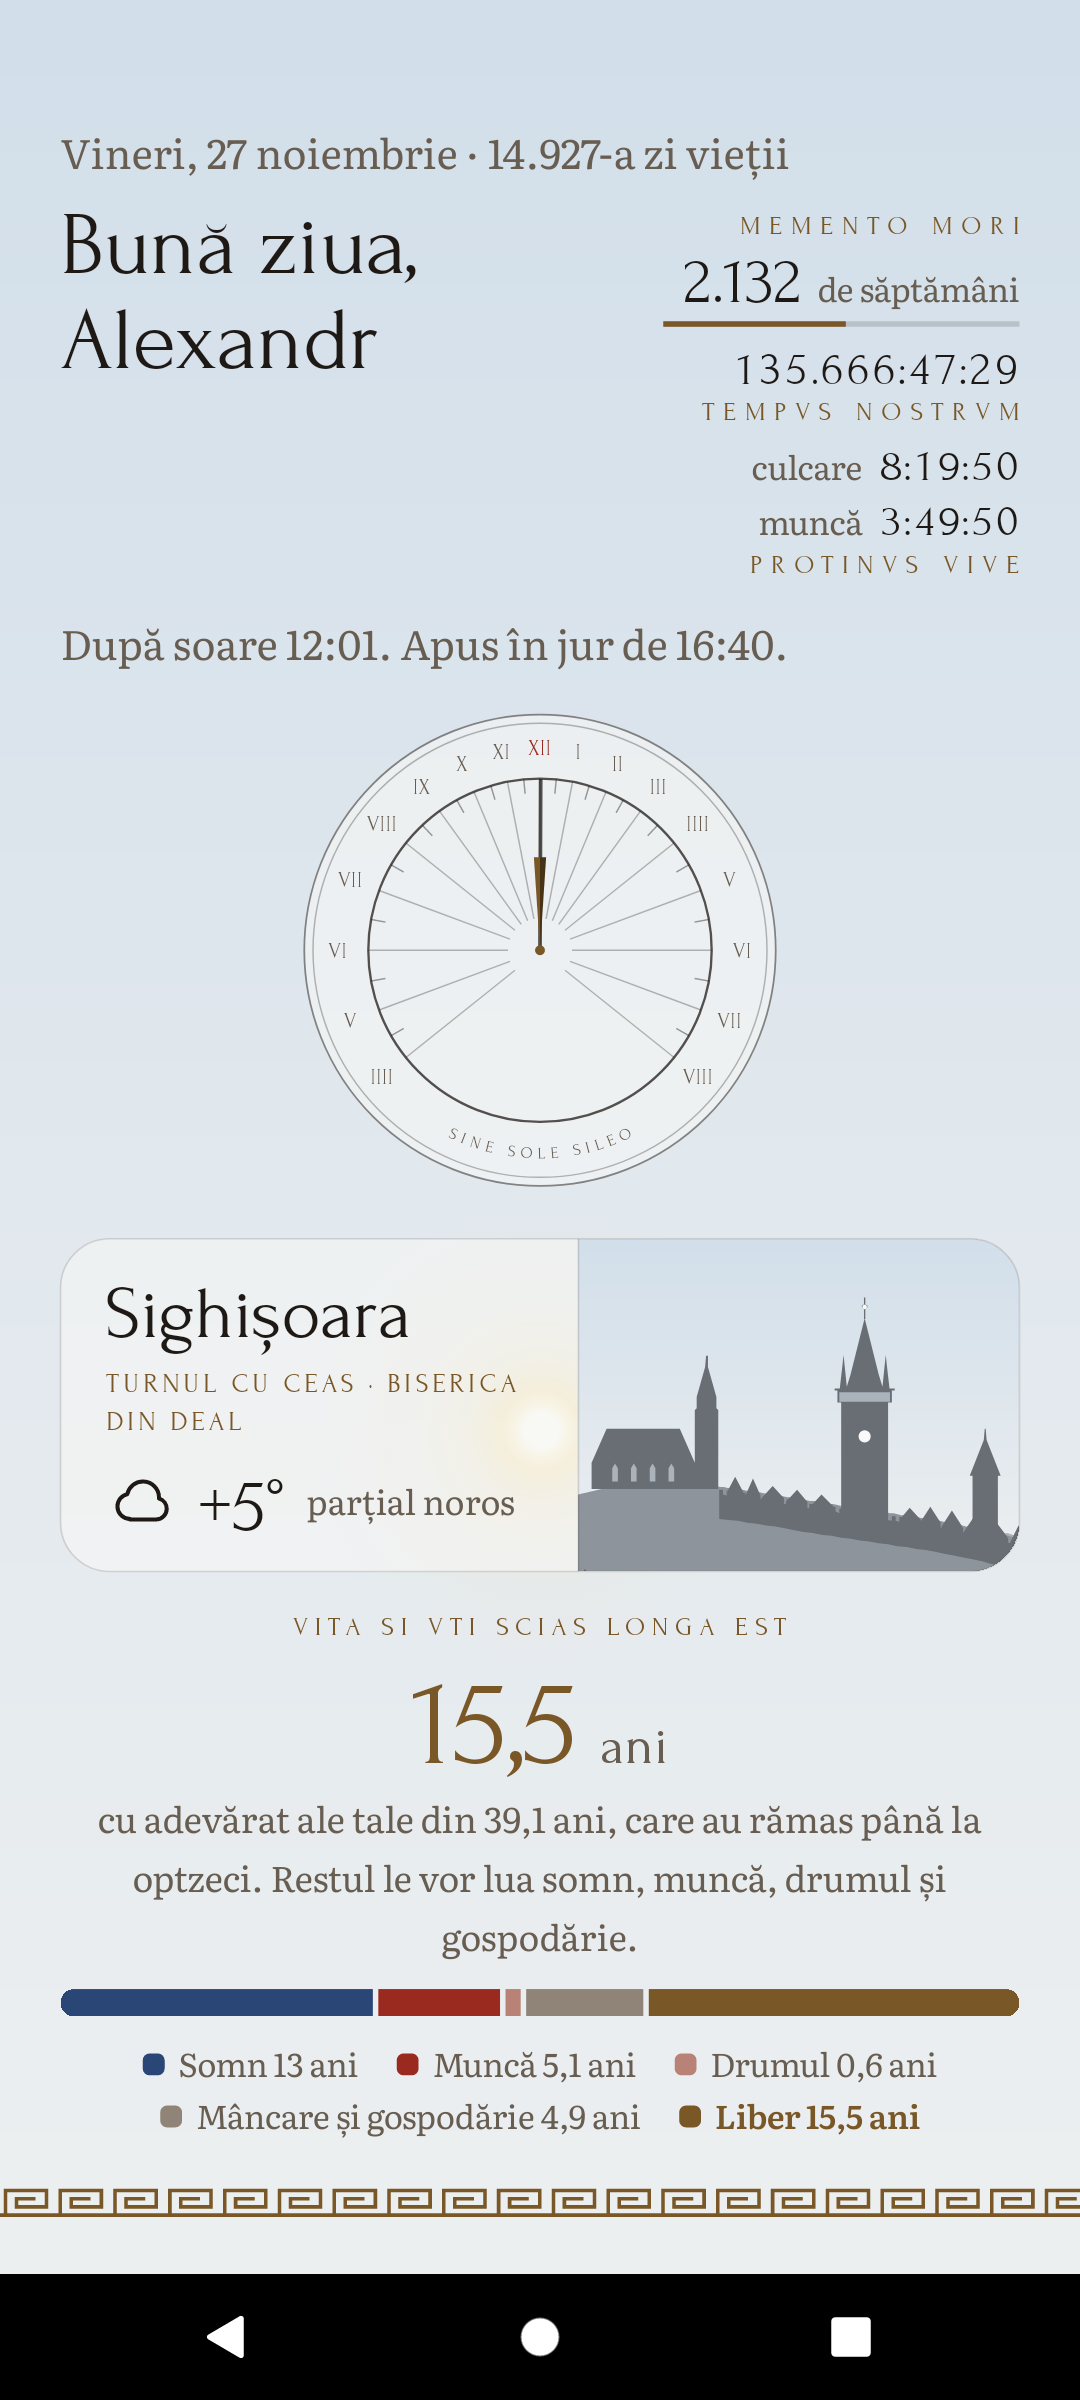 Vineri, 27 noiembrie · 14.927-a zi vieții
Bună ziua,
Alexandr
MEMENTO MORI
2.132 de săptămâni
135.666:47:29
TEMPVS NOSTRVM
culcare 8:19:50
muncă 3:49:50
PROTINVS VIVE
După soare 12:01. Apus în jur de 16:40.
IIII
V
VI
VII
VIII
IX
X
XI
XII
I
II
III
IIII
V
VI
VII
VIII
SINE SOLE SILEO
Sighișoara
TURNUL CU CEAS · BISERICA
DIN DEAL
+5° parțial noros
VITA SI VTI SCIAS LONGA EST
15,5 ani
cu adevărat ale tale din 39,1 ani, care au rămas până la
optzeci. Restul le vor lua somn, muncă, drumul și
gospodărie.
Somn 13 ani Muncă 5,1 ani Drumul 0,6 ani
Mâncare și gospodărie 4,9 ani Liber 15,5 ani